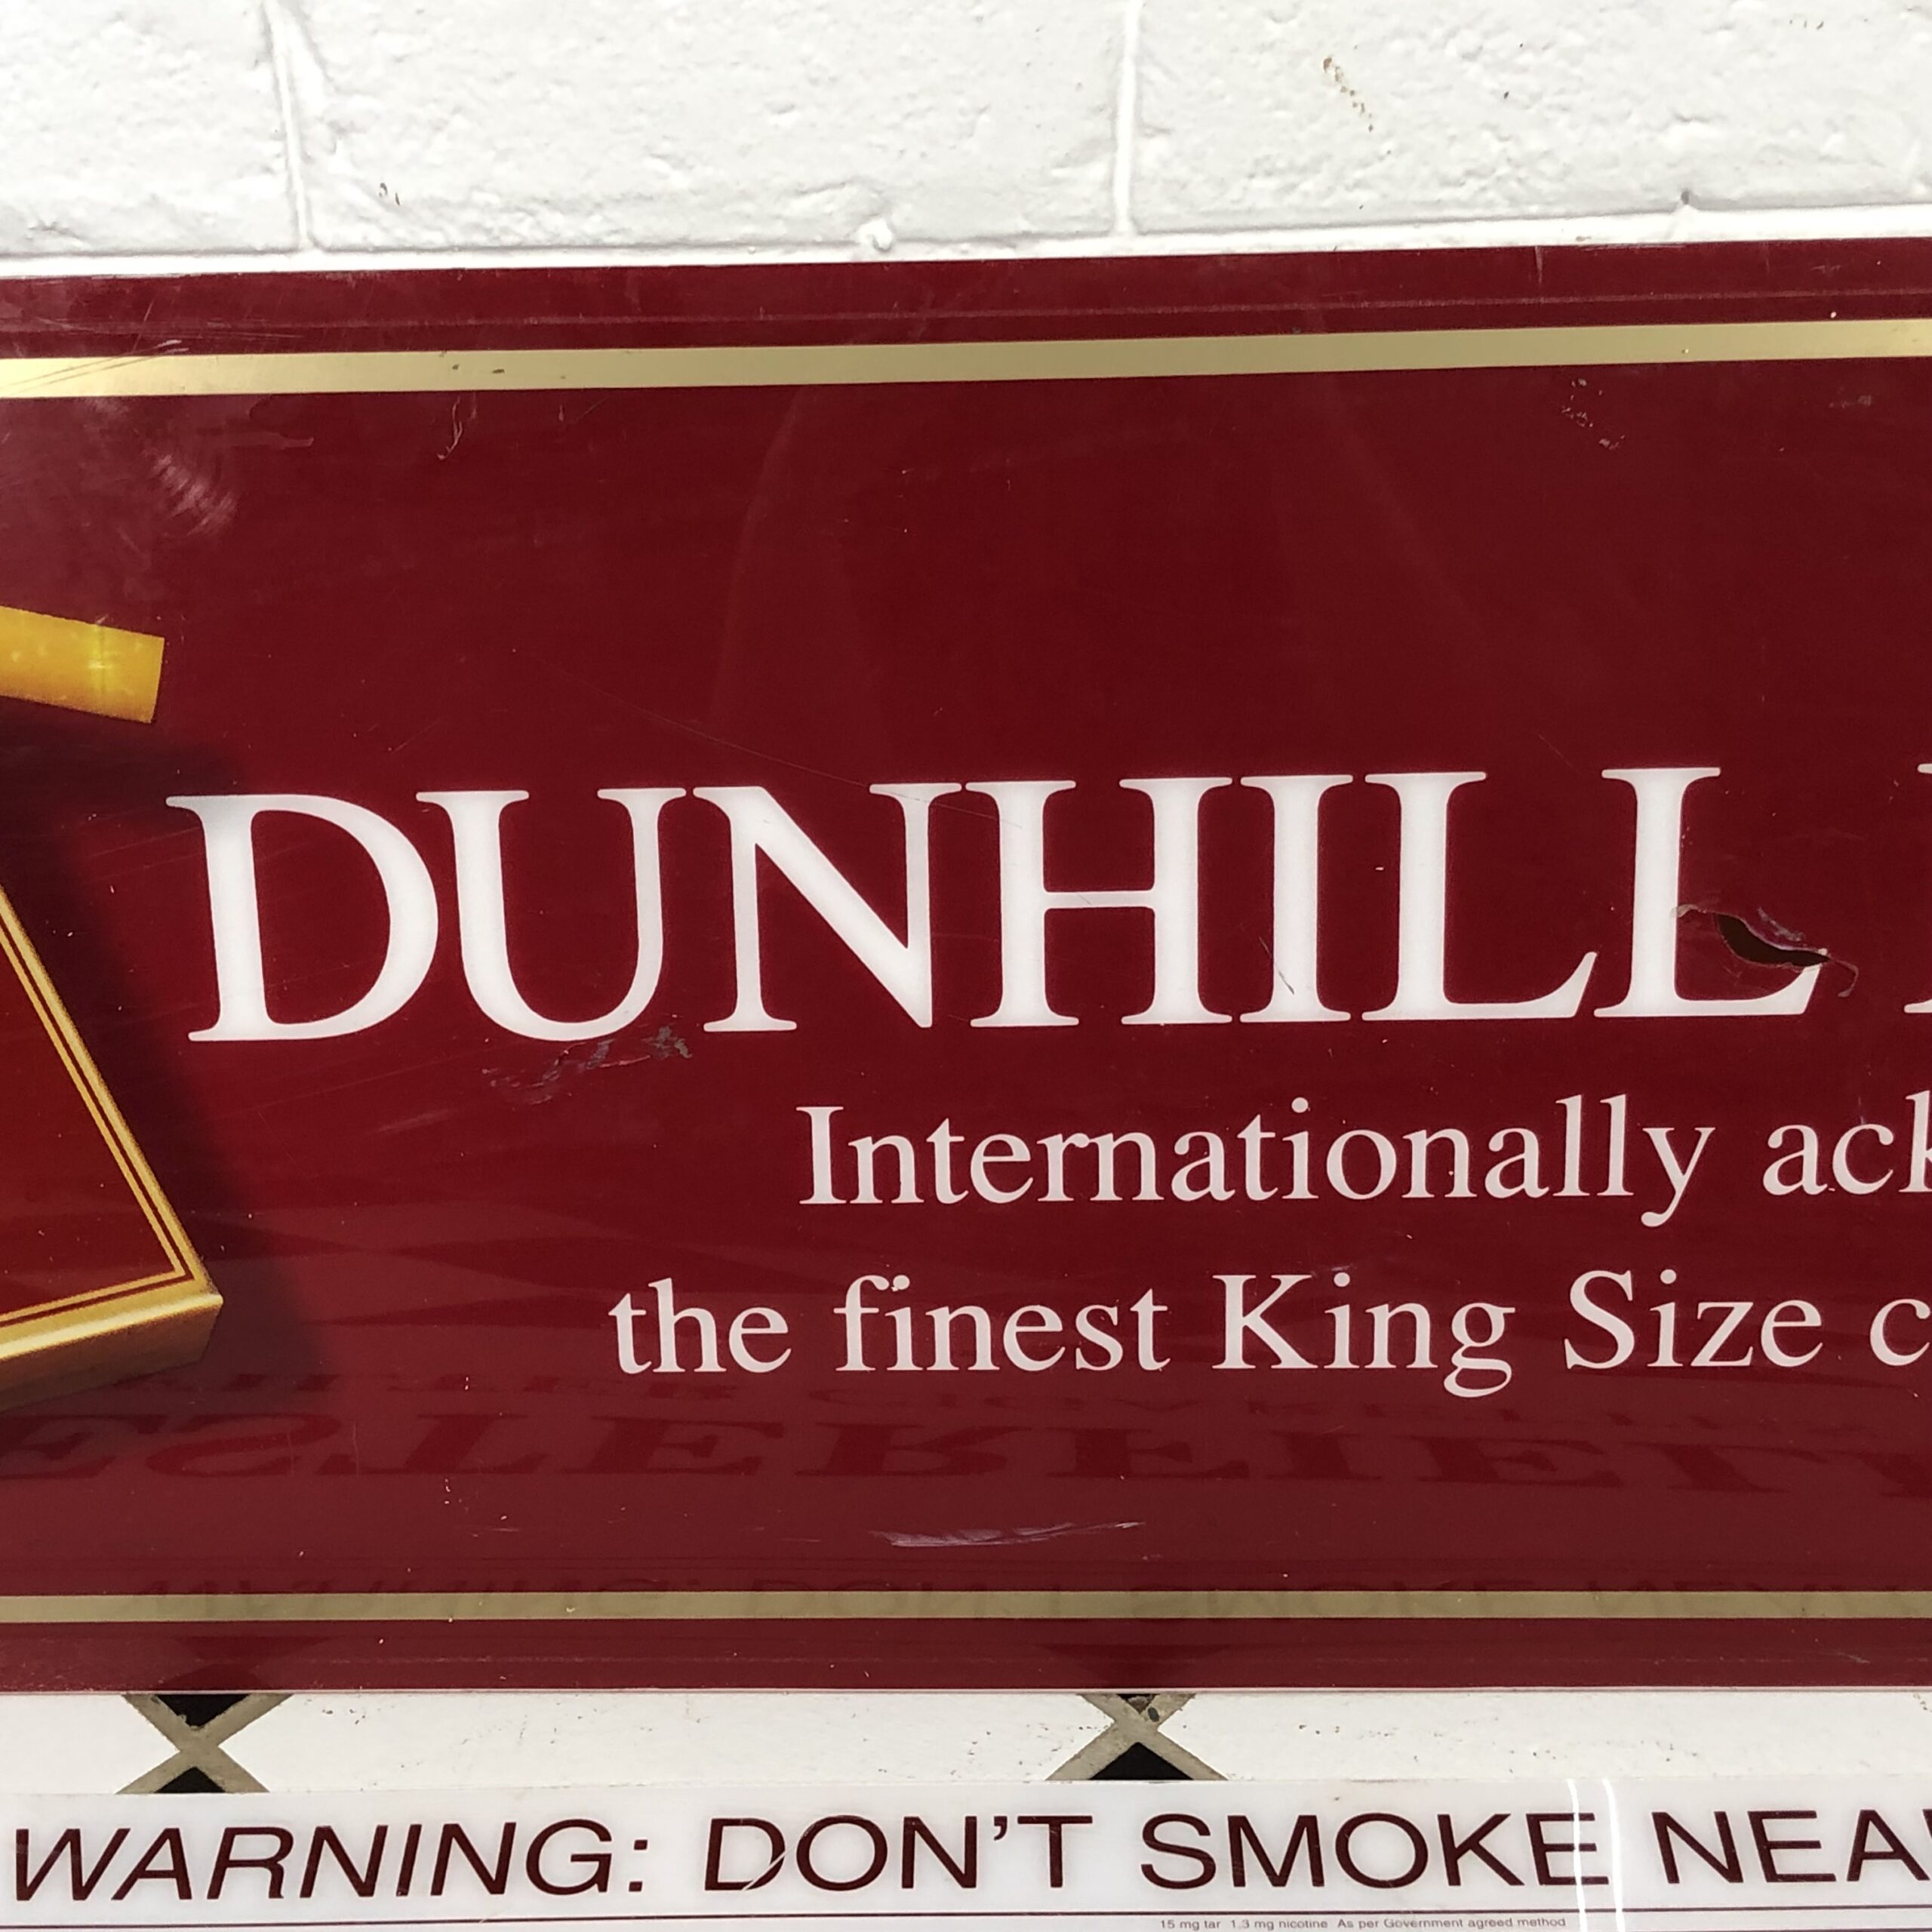 DUNHILL
Internationally ack
the finest King Size c
WARNING: DON'T SMOKE NEA
15 mg tar 1.3 mg nicotine As per Government agreed method